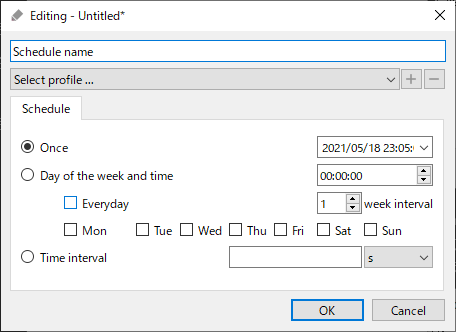 Editing - Untitled*
Schedule name
Select profile ...
Schedule
Once 2021/05/18 23:05:
Day of the week and time 00:00:00
Everyday 1 week interval
Mon Tue Wed Thu Fri Sat Sun
Time interval s
OK Cancel